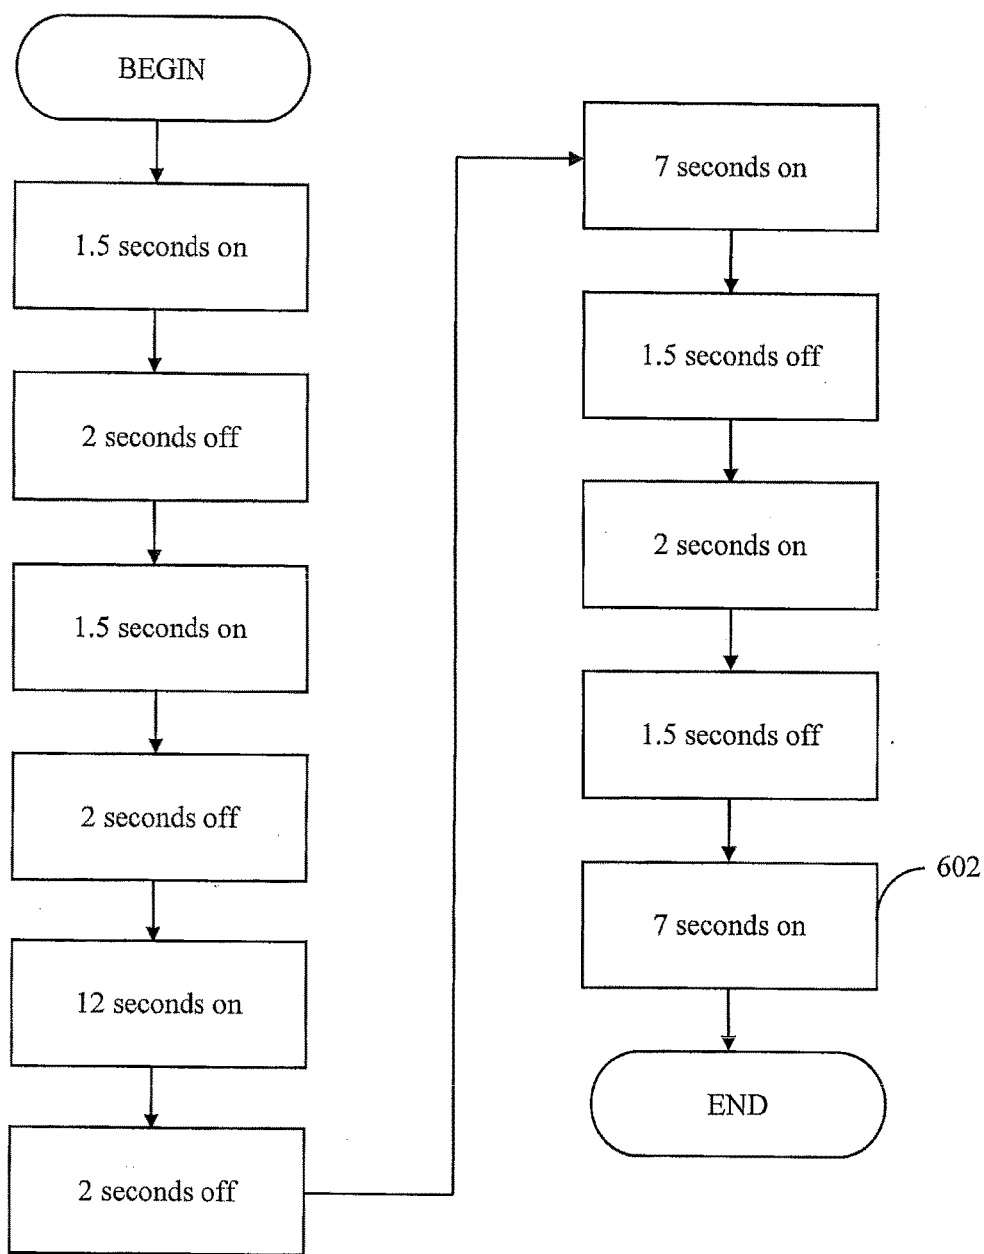 BEGIN
1.5 seconds on
2 seconds off
1.5 seconds on
2 seconds off
12 seconds on
2 seconds off
7 seconds on
1.5 seconds off
2 seconds on
1.5 seconds off
7 seconds on
602
END